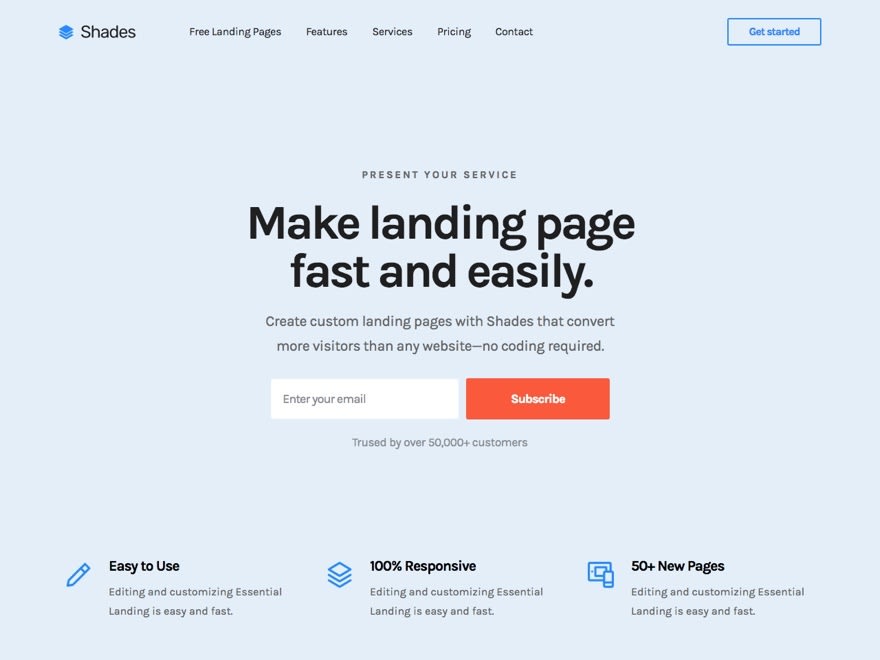 Shades
Free Landing Pages
Features
Services
Pricing
Contact
Get started
PRESENT YOUR SERVICE
Make landing page
fast and easily.
Create custom landing pages with Shades that convert
more visitors than any website—no coding required.
Enter your email
Subscribe
Trused by over 50,000+ customers
Easy to Use
Editing and customizing Essential
Landing is easy and fast.
100% Responsive
Editing and customizing Essential
Landing is easy and fast.
50+ New Pages
Editing and customizing Essential
Landing is easy and fast.